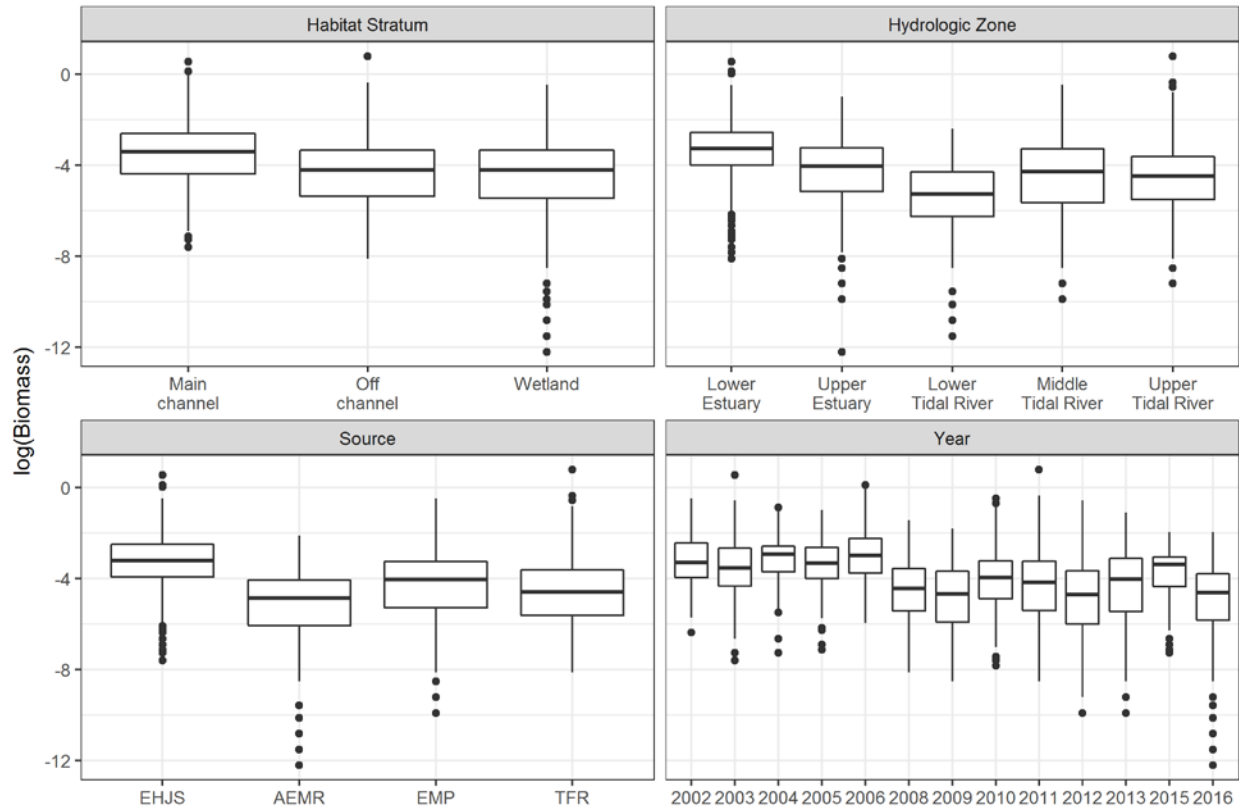 Habitat Stratum
Hydrologic Zone
0
-4
-8
-12
Main
channel
Off
channel
Wetland
Lower
Estuary
Upper
Estuary
Lower
Tidal River
Middle
Tidal River
Upper
Tidal River
log(Biomass)
Source
Year
0
-4
-8
-12
EHJS AEMR EMP TFR
2002 2003 2004 2005 2006 2008 2009 2010 2011 2012 2013 2015 2016